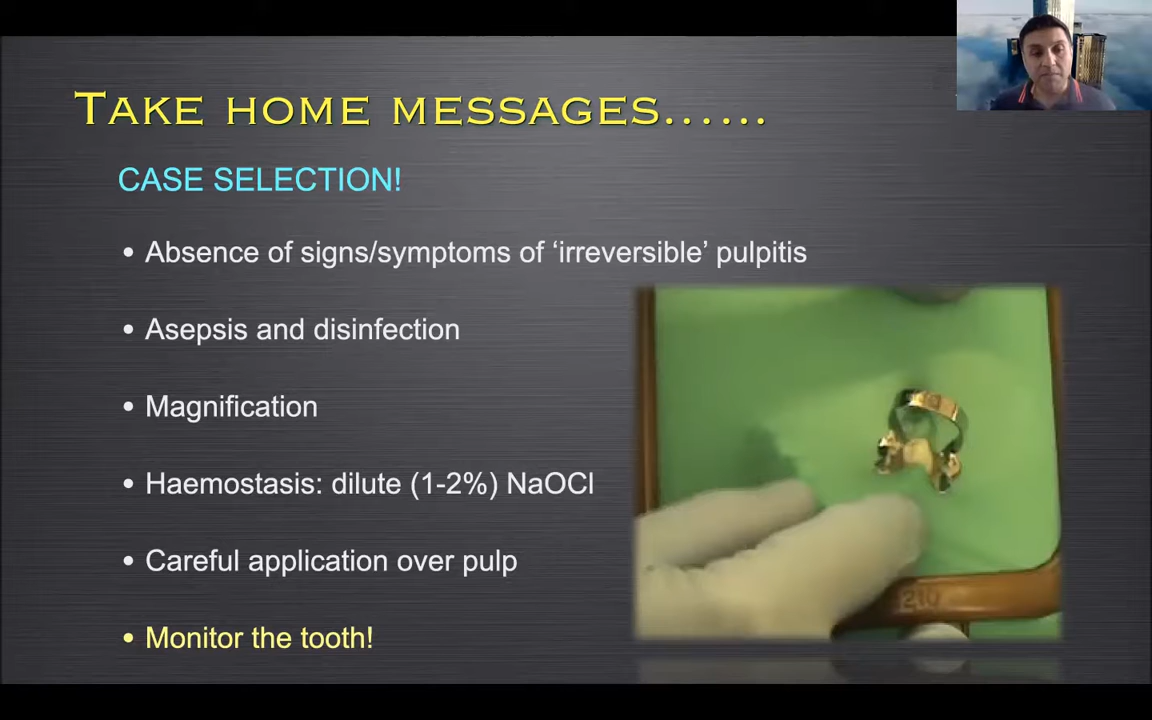 TAKE HOME MESSAGES......
CASE SELECTION!
• Absence of signs/symptoms of ‘irreversible’ pulpitis
• Asepsis and disinfection
• Magnification
• Haemostasis: dilute (1-2%) NaOCl
• Careful application over pulp
• Monitor the tooth!